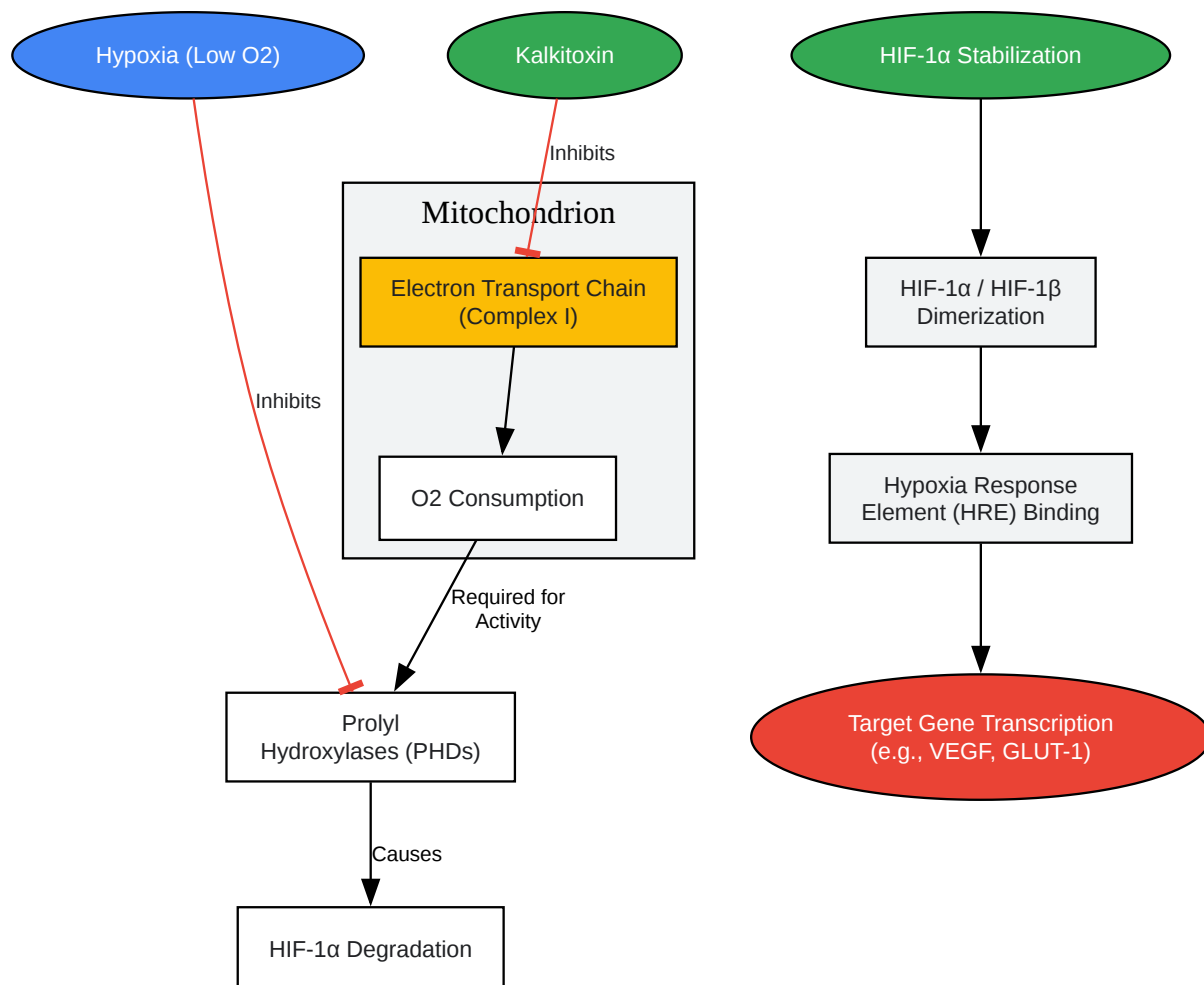 Hypoxia (Low O2)
Kalkitoxin
HIF-1α Stabilization
Inhibits
Mitochondrion
Electron Transport Chain
(Complex I)
HIF-1α / HIF-1β
Dimerization
Inhibits
O2 Consumption
Hypoxia Response
Element (HRE) Binding
Required for
Activity
Prolyl
Hydroxylases (PHDs)
Target Gene Transcription
(e.g., VEGF, GLUT-1)
Causes
HIF-1α Degradation